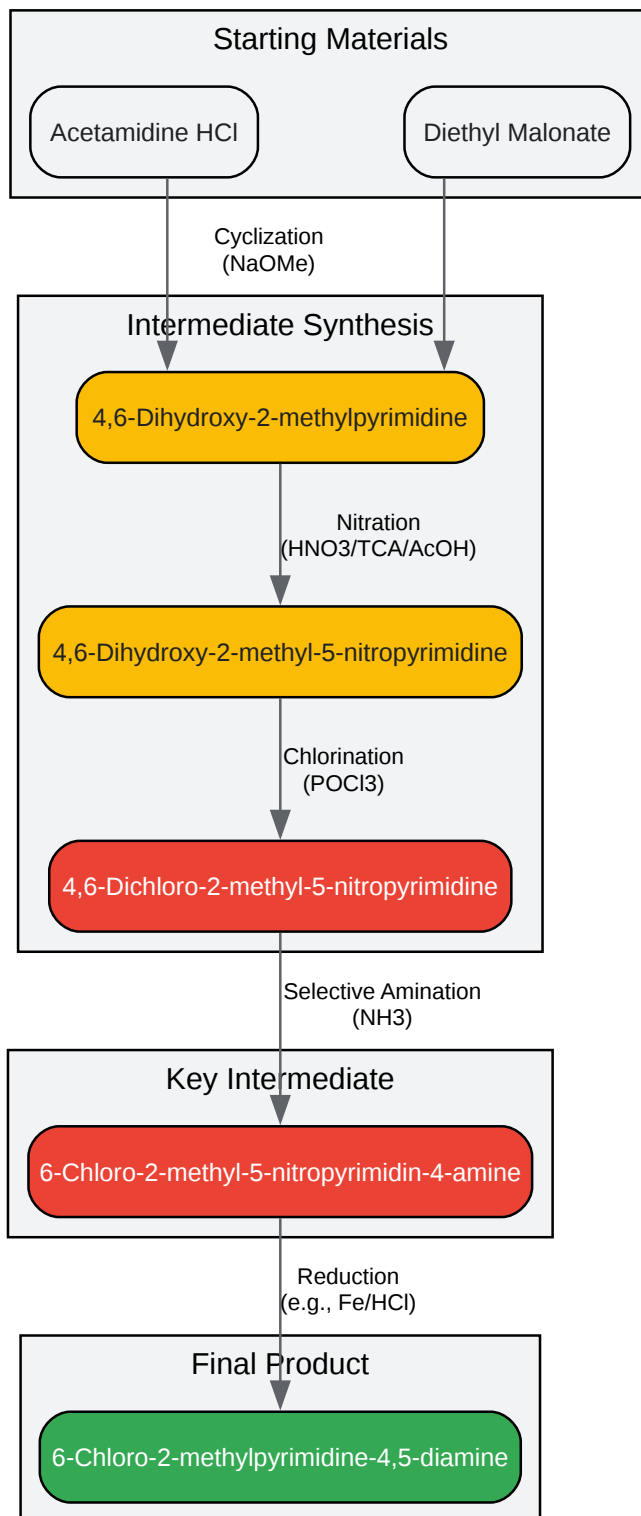 Starting Materials
Acetamidine HCl
Diethyl Malonate
Cyclization
(NaOMe)
Intermediate Synthesis
4,6-Dihydroxy-2-methylpyrimidine
Nitration
(HNO3/TCA/AcOH)
4,6-Dihydroxy-2-methyl-5-nitropyrimidine
Chlorination
(POCl3)
4,6-Dichloro-2-methyl-5-nitropyrimidine
Selective Amination
(NH3)
Key Intermediate
6-Chloro-2-methyl-5-nitropyrimidin-4-amine
Reduction
(e.g., Fe/HCl)
Final Product
6-Chloro-2-methylpyrimidine-4,5-diamine